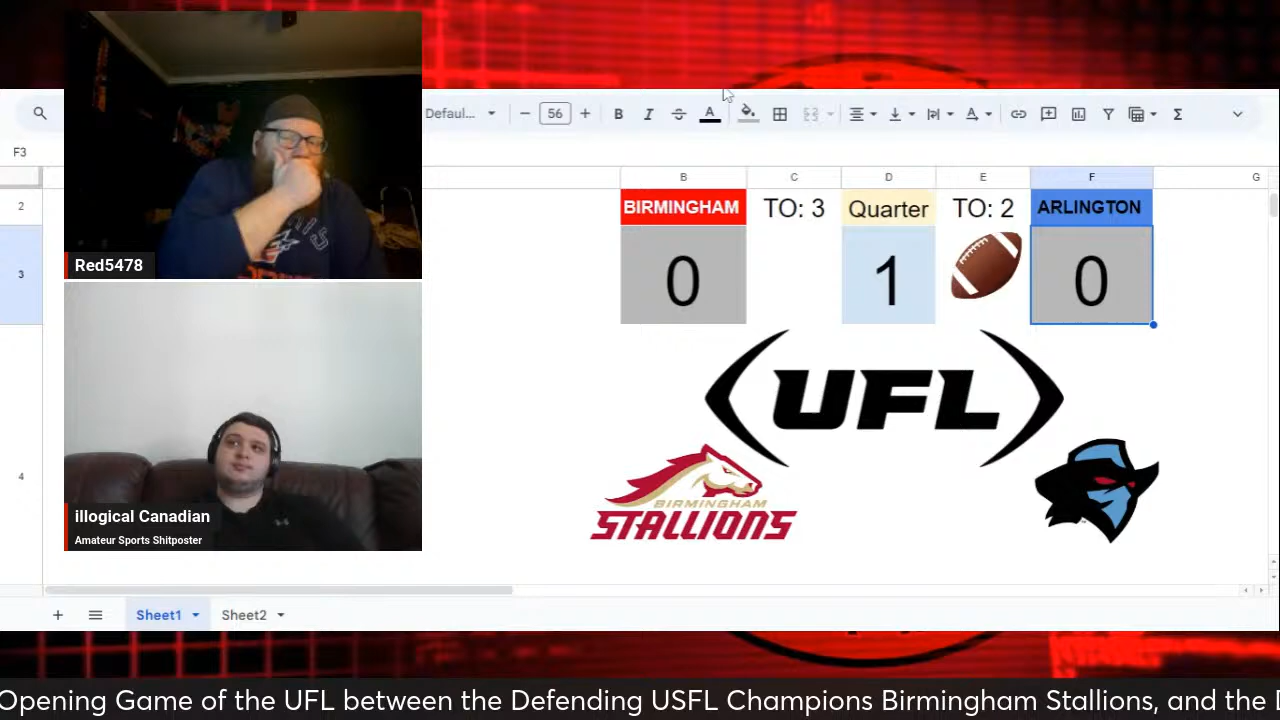 Defaul...
56
B
I
S
A
A
Σ
F3
B
C
D
E
F
G
2
BIRMINGHAM
TO: 3
Quarter
TO: 2
ARLINGTON
3
0
1
0
UFL
4
BIRMINGHAM
STALLIONS
Red5478
illogical Canadian
Amateur Sports Shitposter
+
Sheet1
Sheet2
Opening Game of the UFL between the Defending USFL Champions Birmingham Stallions, and the